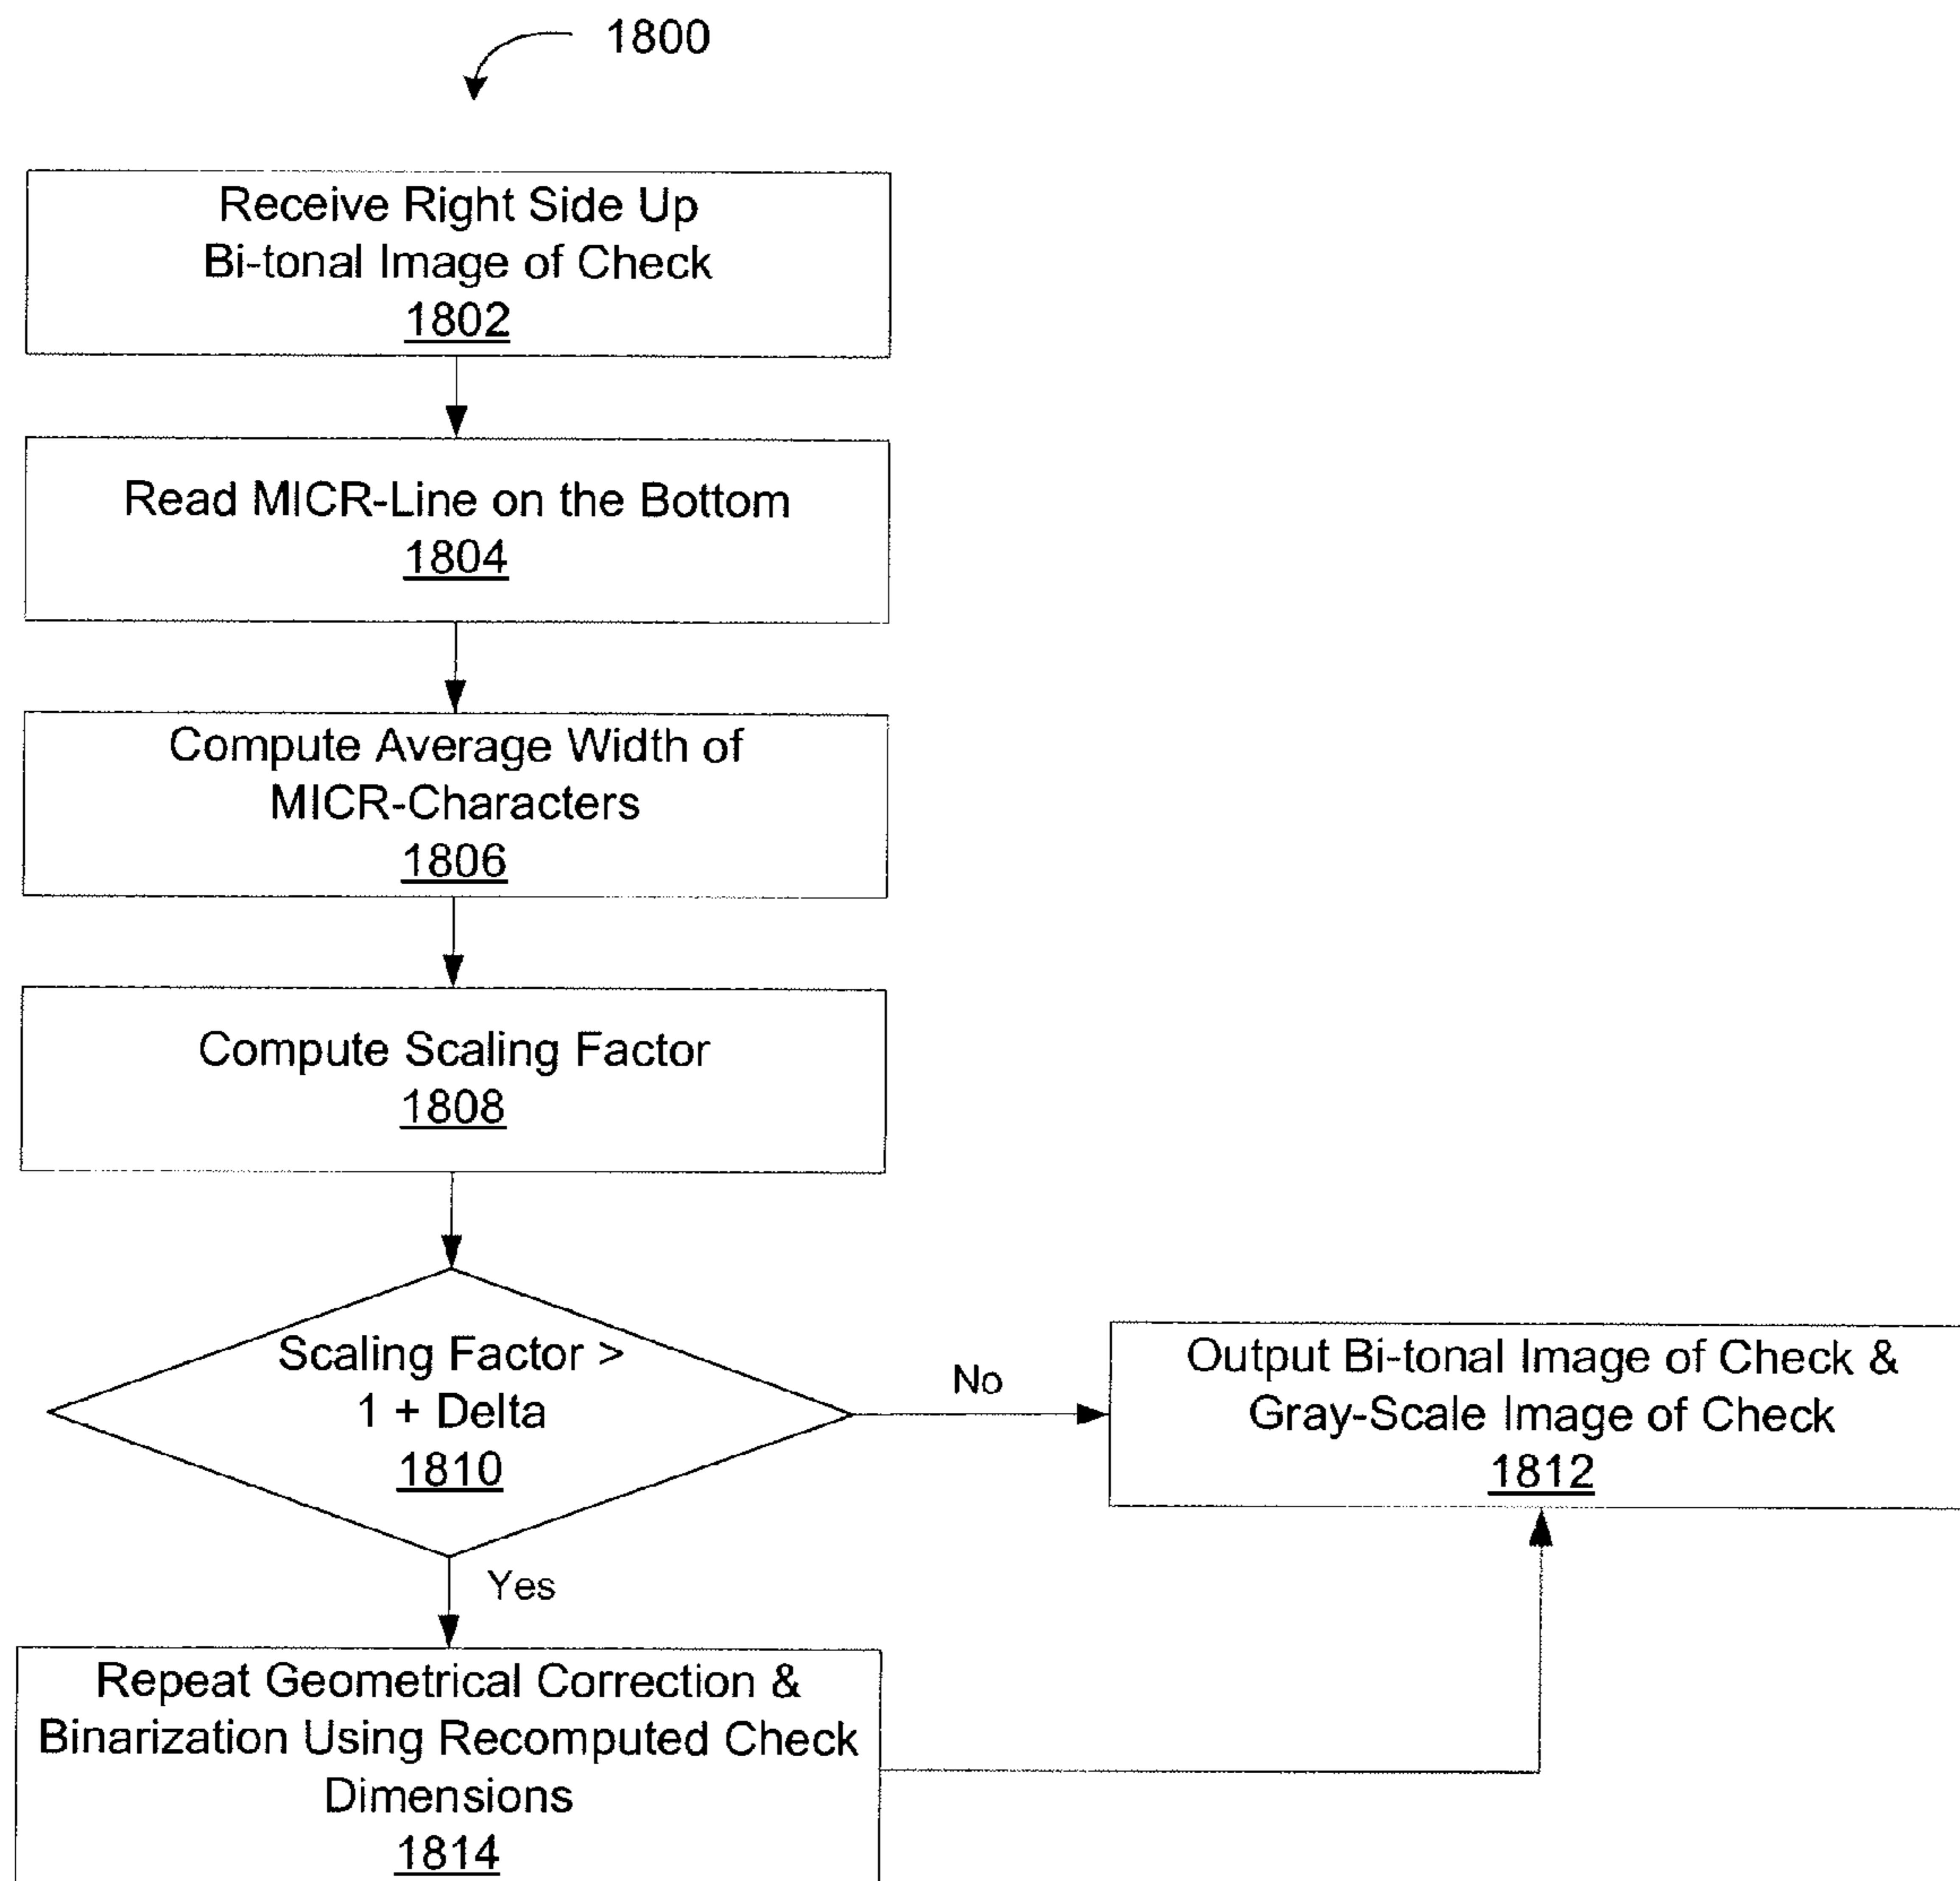 1800
Receive Right Side Up
Bi-tonal Image of Check
1802
Read MICR-Line on the Bottom
1804
Compute Average Width of
MICR-Characters
1806
Compute Scaling Factor
1808
Scaling Factor >
1 + Delta
1810
No
Output Bi-tonal Image of Check &
Gray-Scale Image of Check
1812
Yes
Repeat Geometrical Correction &
Binarization Using Recomputed Check
Dimensions
1814